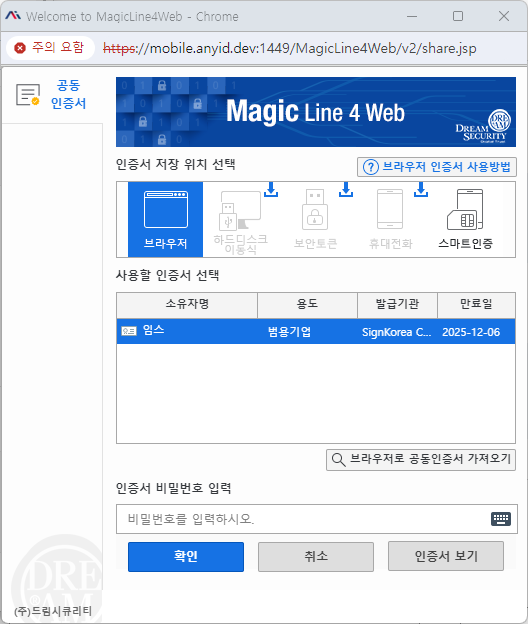 Welcome to MagicLine4Web - Chrome
주의 요함 https://mobile.anyid.dev:1449/MagicLine4Web/v2/share.jsp
공동
인증서
Magic Line 4 Web
DREAM
SECURITY
인증서 저장 위치 선택
? 브라우저 인증서 사용방법
브라우저
하드디스크
이동식
보안토큰
휴대전화
스마트인증
사용할 인증서 선택
소유자명 용도 발급기관 만료일
임스 범용기업 SignKorea C... 2025-12-06
브라우저로 공동인증서 가져오기
인증서 비밀번호 입력
비밀번호를 입력하시오.
확인 취소 인증서 보기
DRE
AM
(주)드림시큐리티